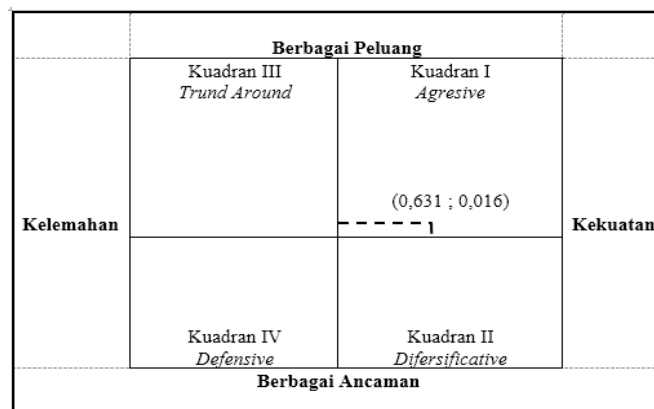 Berbagai Peluang
Kuadran III
Trund Around
Kuadran I
Agresive
(0,631 ; 0,016)
Kelemahan
Kekuatan
Kuadran IV
Defensive
Kuadran II
Difersificative
Berbagai Ancaman